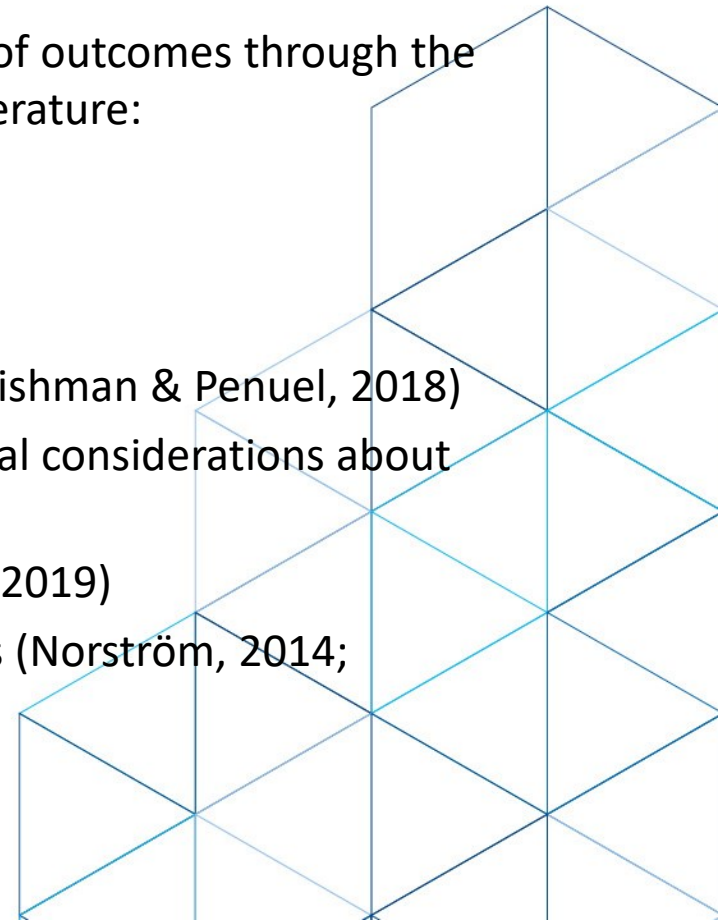 of outcomes through the
erature:
ishman & Penuel, 2018)
al considerations about
2019)
s (Norström, 2014;